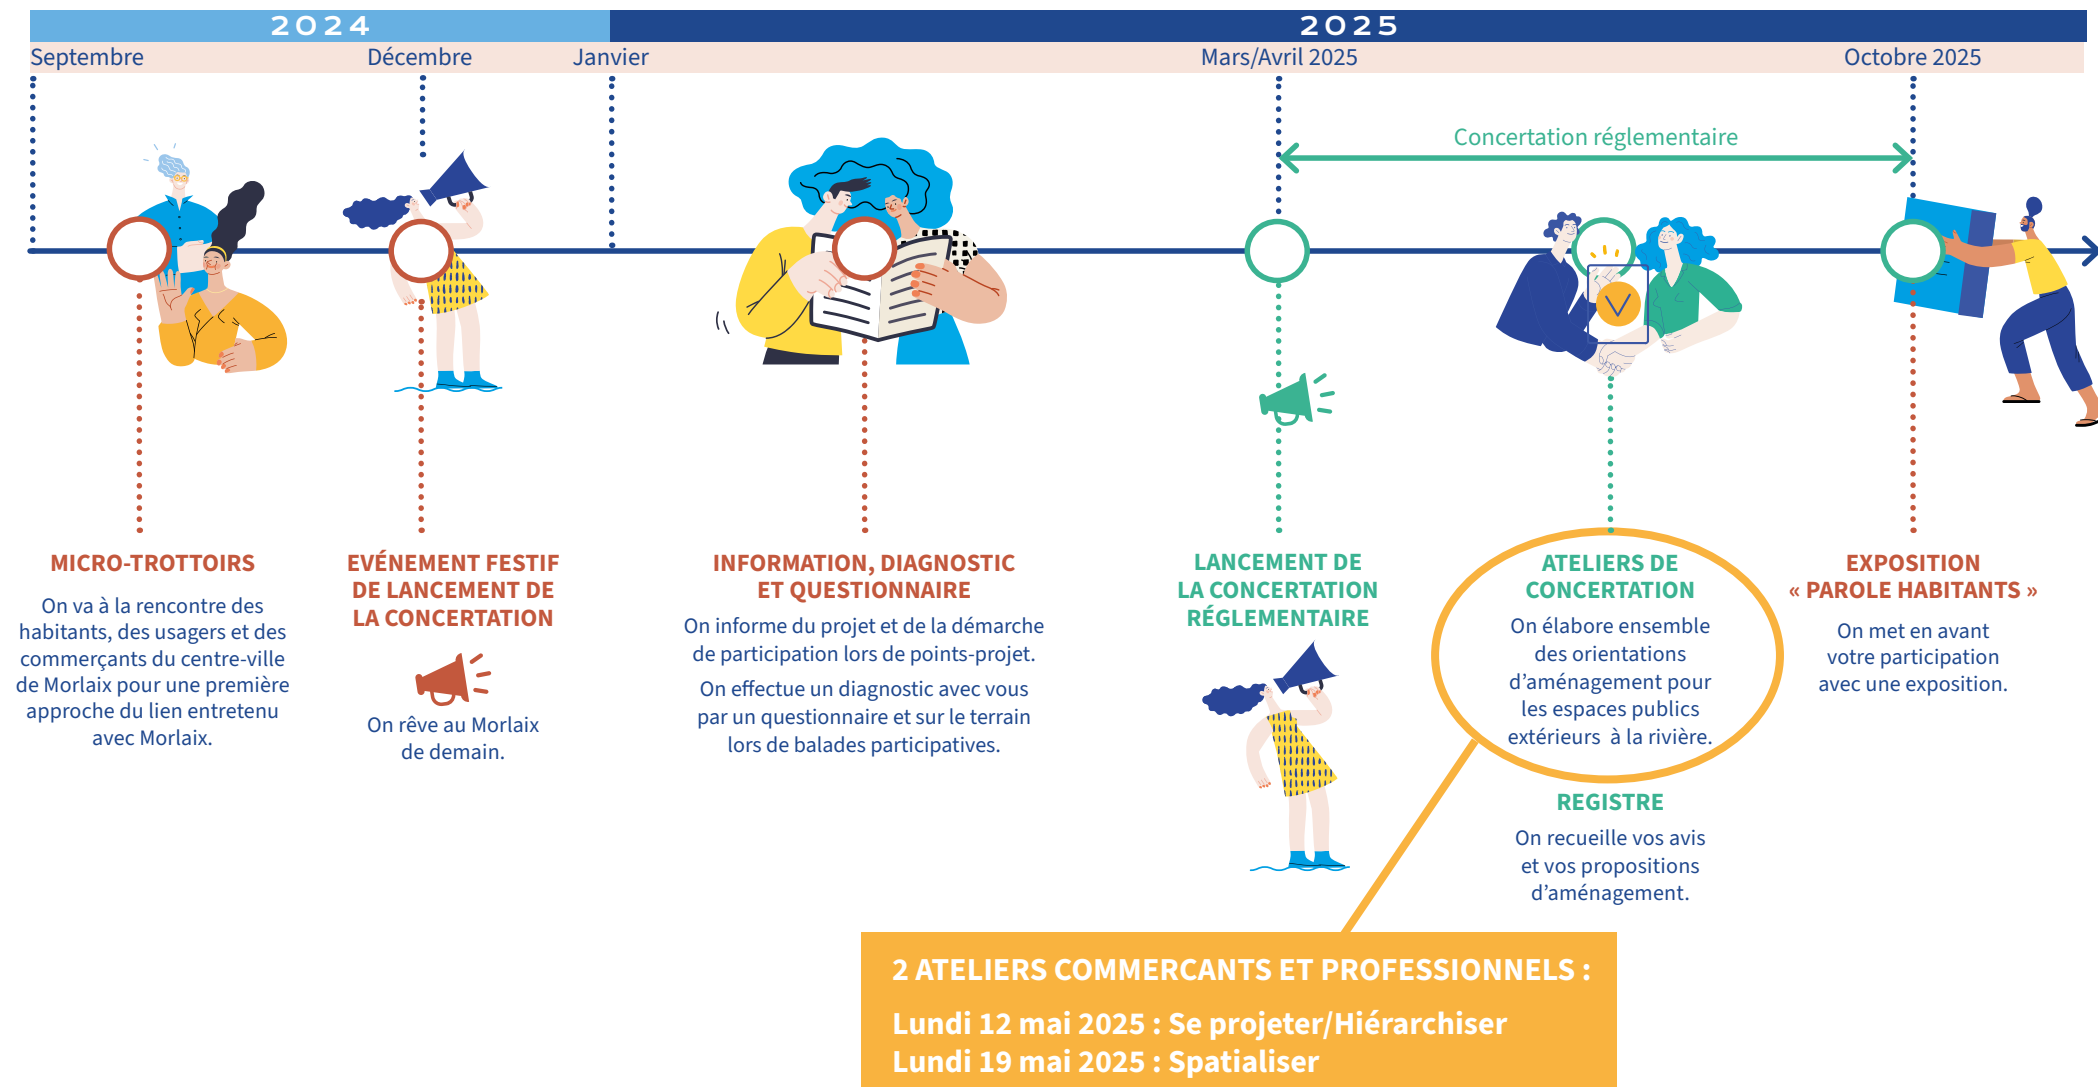 2024
2025
Septembre
Décembre
Janvier
Mars/Avril 2025
Octobre 2025
Concertation réglementaire
MICRO-TROTTOIRS
On va à la rencontre des
habitants, des usagers et des
commerçants du centre-ville
de Morlaix pour une première
approche du lien entretenu
avec Morlaix.
EVÉNEMENT FESTIF
DE LANCEMENT DE
LA CONCERTATION
On rêve au Morlaix
de demain.
INFORMATION, DIAGNOSTIC
ET QUESTIONNAIRE
On informe du projet et de la démarche
de participation lors de points-projet.
On effectue un diagnostic avec vous
par un questionnaire et sur le terrain
lors de balades participatives.
LANCEMENT DE
LA CONCERTATION
RÉGLEMENTAIRE
ATELIERS DE
CONCERTATION
On élabore ensemble
des orientations
d’aménagement pour
les espaces publics
extérieurs à la rivière.
REGISTRE
On recueille vos avis
et vos propositions
d’aménagement.
EXPOSITION
« PAROLE HABITANTS »
On met en avant
votre participation
avec une exposition.
2 ATELIERS COMMERCANTS ET PROFESSIONNELS :
Lundi 12 mai 2025 : Se projeter/Hiérarchiser
Lundi 19 mai 2025 : Spatialiser